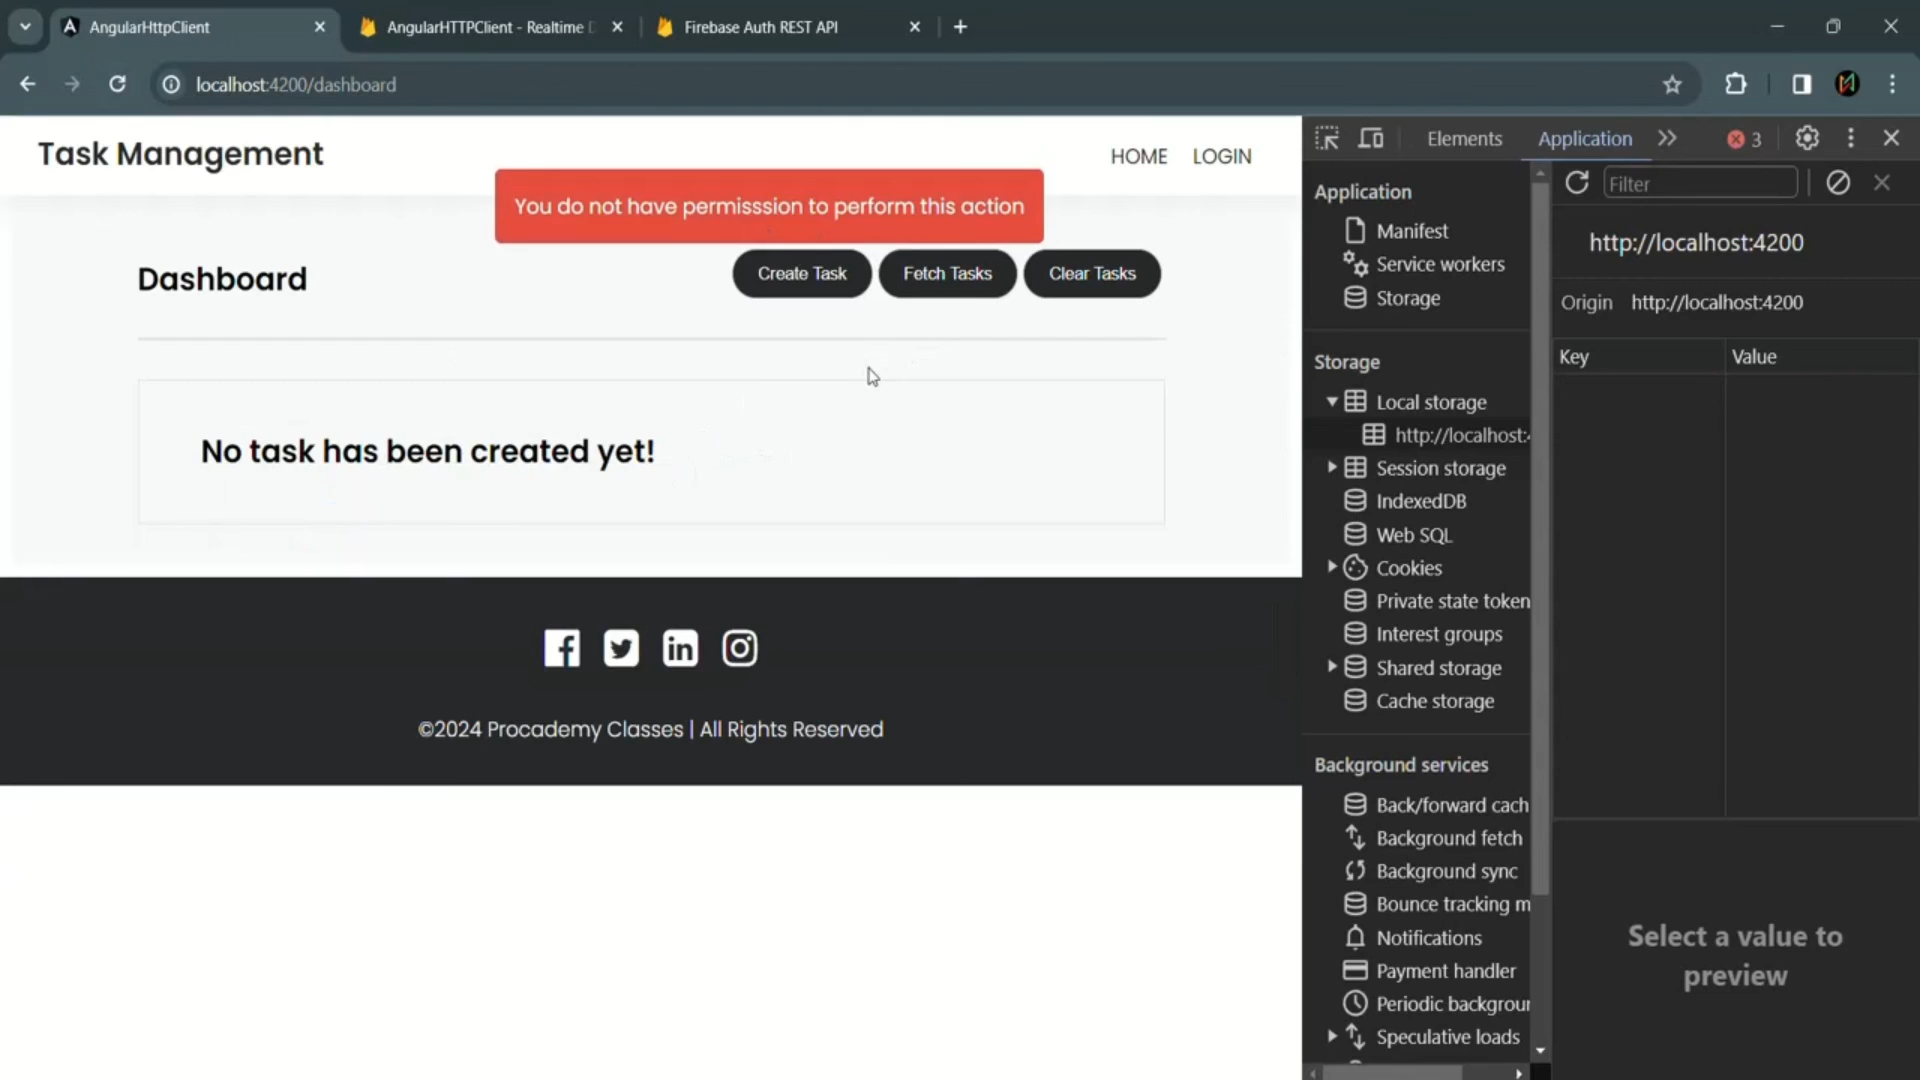 AngularHttpClient
AngularHTTPClient - Realtime
Firebase Auth REST API
localhost:4200/dashboard
Task Management
HOME
LOGIN
You do not have permisssion to perform this action
Dashboard
Create Task
Fetch Tasks
Clear Tasks
No task has been created yet!
©2024 Procademy Classes | All Rights Reserved
Elements
Application
3
Application
Manifest
Service workers
Storage
Storage
Local storage
http://localhost:4
Session storage
IndexedDB
Web SQL
Cookies
Private state token
Interest groups
Shared storage
Cache storage
Background services
Back/forward cach
Background fetch
Background sync
Bounce tracking m
Notifications
Payment handler
Periodic backgrour
Speculative loads
Filter
http://localhost:4200
Origin http://localhost:4200
Key
Value
Select a value to
preview